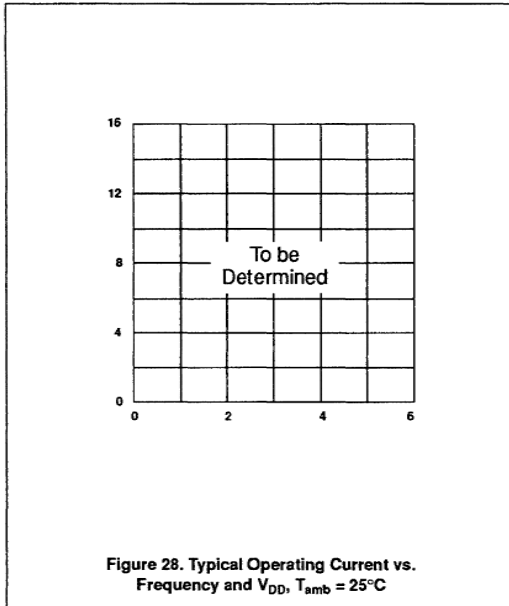 16
12
8
4
0
To be
Determined
0 2 4 6
Figure 28. Typical Operating Current vs.
Frequency and VDD, Tamb = 25°C